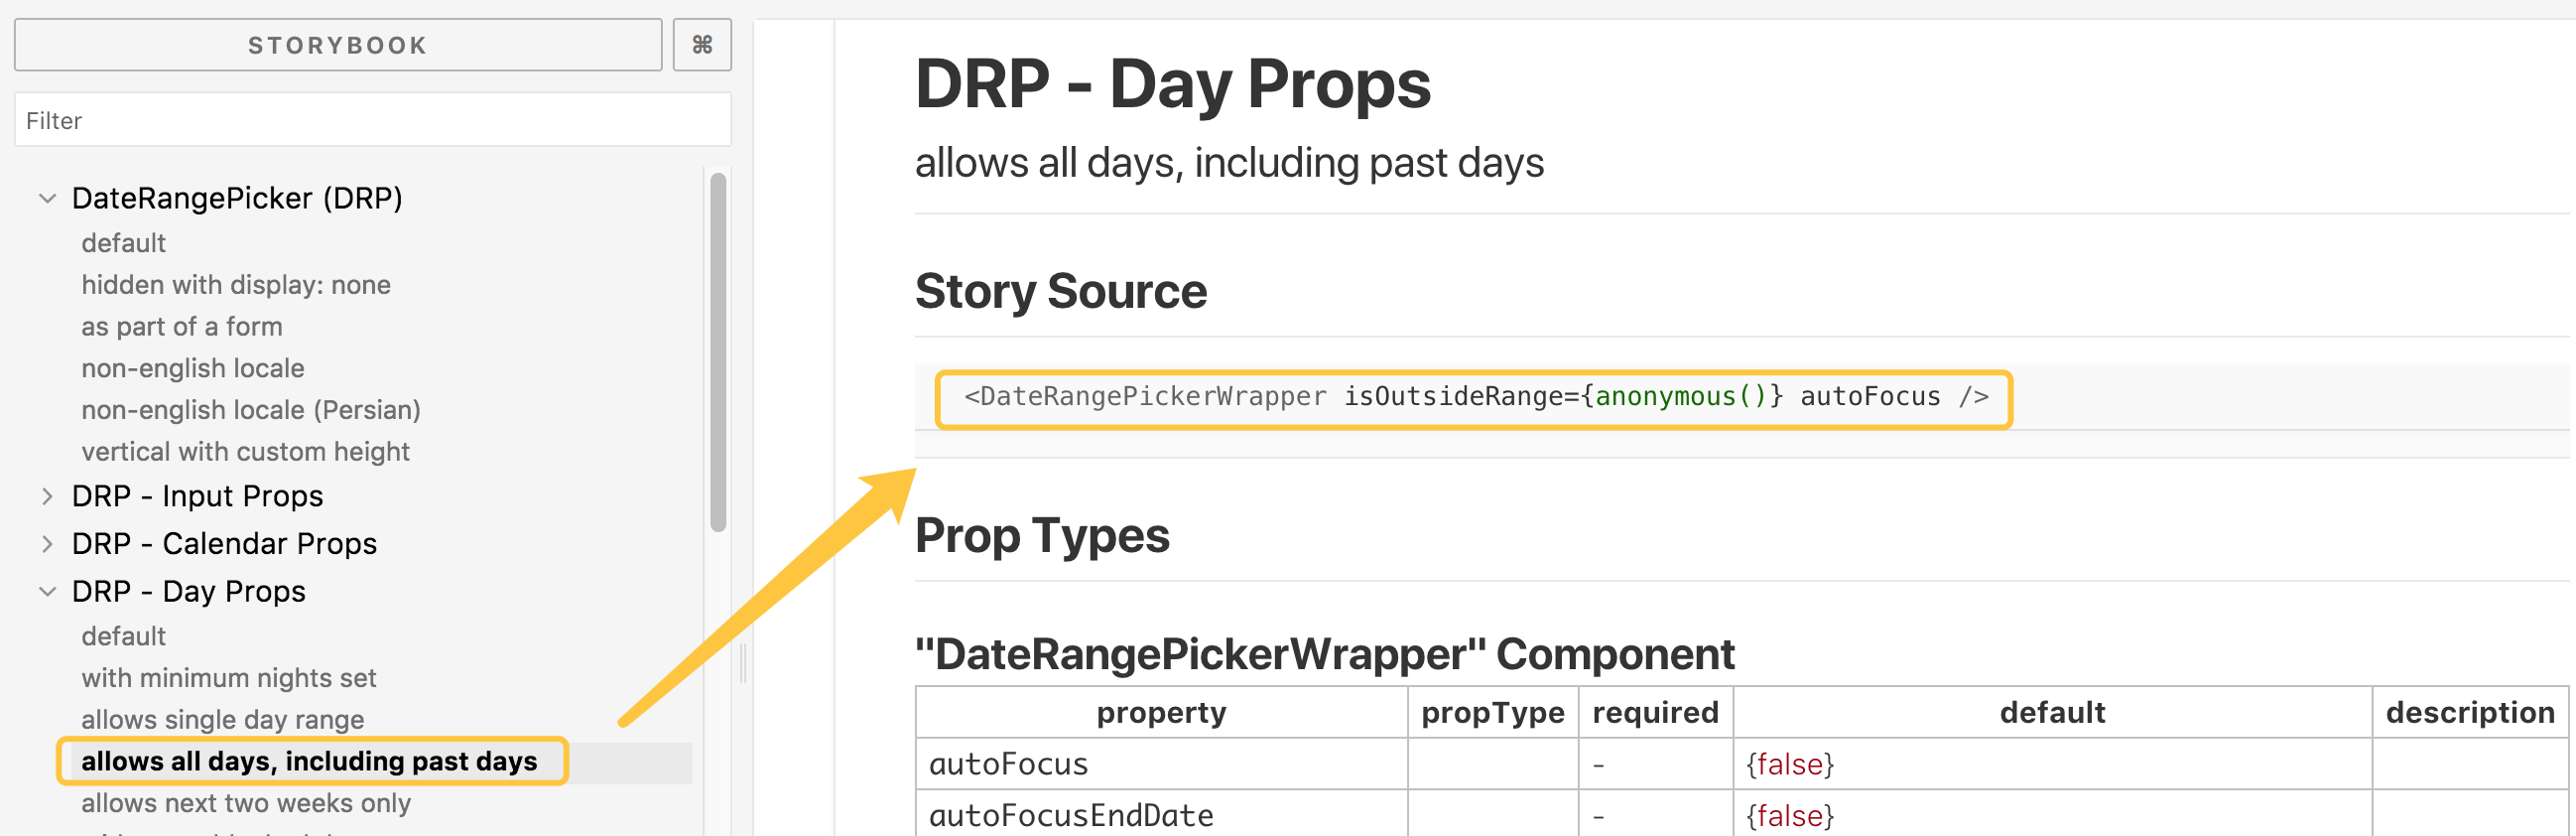 STORYBOOK ⌘
Filter
DateRangePicker (DRP)
default
hidden with display: none
as part of a form
non-english locale
non-english locale (Persian)
vertical with custom height
DRP - Input Props
DRP - Calendar Props
DRP - Day Props
default
with minimum nights set
allows single day range
allows all days, including past days
allows next two weeks only
DRP - Day Props
allows all days, including past days
Story Source
<DateRangePickerWrapper isOutsideRange={anonymous()} autoFocus />
Prop Types
"DateRangePickerWrapper" Component
property propType required default description
autoFocus - {false}
autoFocusEndDate - {false}